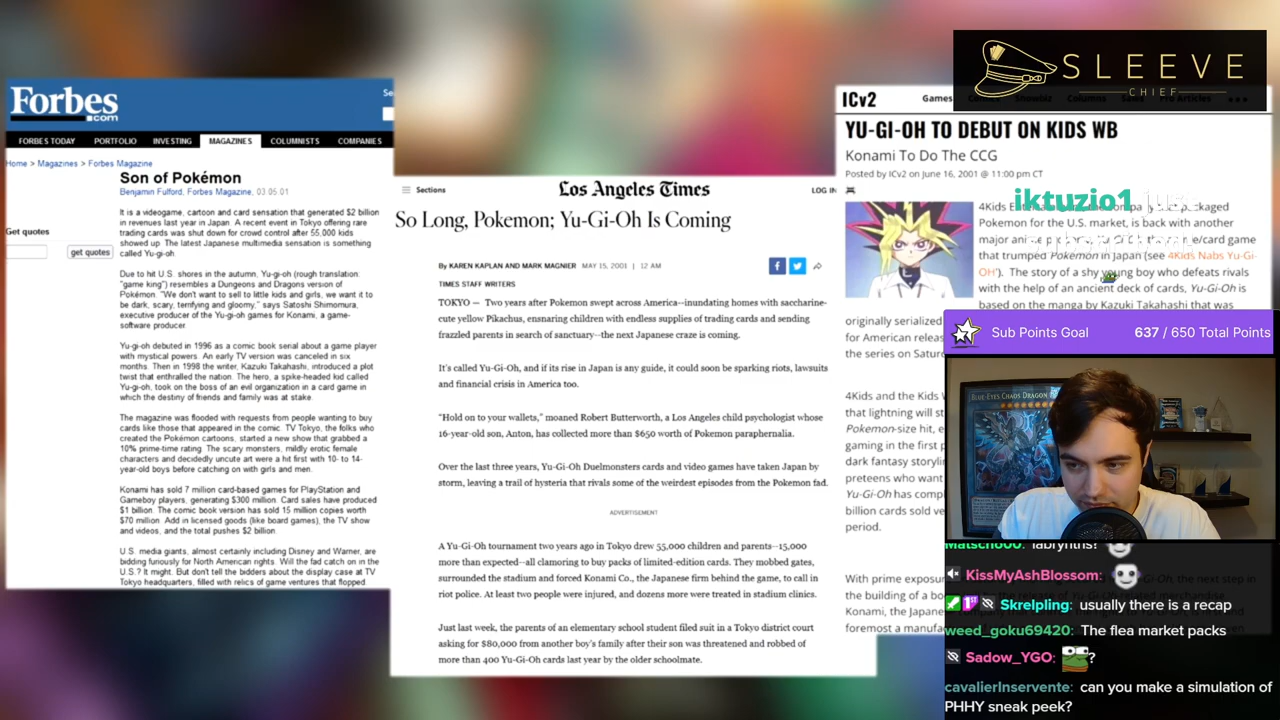 Forbes
.com
Se
FORBES TODAY PORTFOLIO INVESTING MAGAZINES COLUMNISTS COMPANIES
Home > Magazines > Forbes Magazine
Son of Pokémon
Benjamin Fulford, Forbes Magazine, 03.05.01
Get quotes
get quotes
It is a videogame, cartoon and card sensation that generated $2 billion
in revenues last year in Japan. A recent event in Tokyo offering rare
trading cards was shut down for crowd control after 55,000 kids
showed up. The latest Japanese multimedia sensation is something
called Yu-gi-oh.
Due to hit U.S. shores in the autumn, Yu-gi-oh (rough translation:
"game king") resembles a Dungeons and Dragons version of
Pokémon. "We don't want to sell to little kids and girls, we want it to
be dark, scary, terrifying and gloomy," says Satoshi Shimomura,
executive producer of the Yu-gi-oh games for Konami, a game-
software producer.
Yu-gi-oh debuted in 1996 as a comic book serial about a game player
with mystical powers. An early TV version was canceled in six
months. Then in 1998 the writer, Kazuki Takahashi, introduced a plot
twist that enthralled the nation. The hero, a spike-headed kid called
Yu-gi-oh, took on the boss of an evil organization in a card game in
which the destiny of friends and family was at stake.
The magazine was flooded with requests from people wanting to buy
cards like those that appeared in the comic. TV Tokyo, the folks who
created the Pokémon cartoons, started a new show that grabbed a
10% prime-time rating. The scary monsters, mildly erotic female
characters and decidedly uncute art were a hit first with 10- to 14-
year-old boys before catching on with girls and men.
Konami has sold 7 million card-based games for PlayStation and
Gameboy players, generating $300 million. Card sales have produced
$1 billion. The comic book version has sold 15 million copies worth
$70 million. Add in licensed goods (like board games), the TV show
and videos, and the total pushes $2 billion.
U.S. media giants, almost certainly including Disney and Warner, are
bidding furiously for North American rights. Will the fad catch on in the
U.S.? It might. But don't tell the bidders about the display case at TV
Tokyo headquarters, filled with relics of game ventures that flopped
Sections
Los Angeles Times
LOG IN
So Long, Pokemon; Yu-Gi-Oh Is Coming
By KAREN KAPLAN AND MARK MAGNIER MAY 15, 2001 | 12 AM
TIMES STAFF WRITERS
TOKYO — Two years after Pokemon swept across America--inundating homes with saccharine-
cute yellow Pikachus, ensnaring children with endless supplies of trading cards and sending
frazzled parents in search of sanctuary--the next Japanese craze is coming.
It's called Yu-Gi-Oh, and if its rise in Japan is any guide, it could soon be sparking riots, lawsuits
and financial crisis in America too.
“Hold on to your wallets,” moaned Robert Butterworth, a Los Angeles child psychologist whose
16-year-old son, Anton, has collected more than $650 worth of Pokemon paraphernalia.
Over the last three years, Yu-Gi-Oh Duelmonsters cards and video games have taken Japan by
storm, leaving a trail of hysteria that rivals some of the weirdest episodes from the Pokemon fad.
ADVERTISEMENT
A Yu-Gi-Oh tournament two years ago in Tokyo drew 55,000 children and parents--15,000
more than expected--all clamoring to buy packs of limited-edition cards. They mobbed gates,
surrounded the stadium and forced Konami Co., the Japanese firm behind the game, to call in
riot police. At least two people were injured, and dozens more were treated in stadium clinics.
Just last week, the parents of an elementary school student filed suit in a Tokyo district court
asking for $80,000 from another boy's family after their son was threatened and robbed of
more than 400 Yu-Gi-Oh cards last year by the older schoolmate.
SLEEVE
CHIEF
ICv2 Games
YU-GI-OH TO DEBUT ON KIDS WB
Konami To Do The CCG
Posted by ICv2 on June 16, 2001 @ 11:00 pm CT
iktuzio1
4Kids
Pokemon for the U.S. market, is back with another
major
that trumped Pokemon in Japan (see 4Kids Nabs Yu-Gi-
OH'). The story of a shy young boy who defeats rivals
with the help of an ancient deck of cards, Yu-Gi-Oh is
based on the manga by Kazuki Takahashi that was
originally serialized
for American releas
the series on Satur
4Kids and the Kids
that lightning will st
Pokemon-size hit, e
gaming in the first p
dark fantasy storyli
preteens who want
Yu-Gi-Oh has compl
billion cards sold ve
period.
With prime exposur
the building of a bo
Konami, the Japane
foremost a manufa
Sub Points Goal 637 / 650 Total Points
BLUE-EYES CHAOS DRAGON
labrynths?
KissMyAshBlossom:
Skrelpling: usually there is a recap
weed_goku69420: The flea market packs
Sadow_YGO: ?
cavalierInservente: can you make a simulation of
PHHY sneak peek?